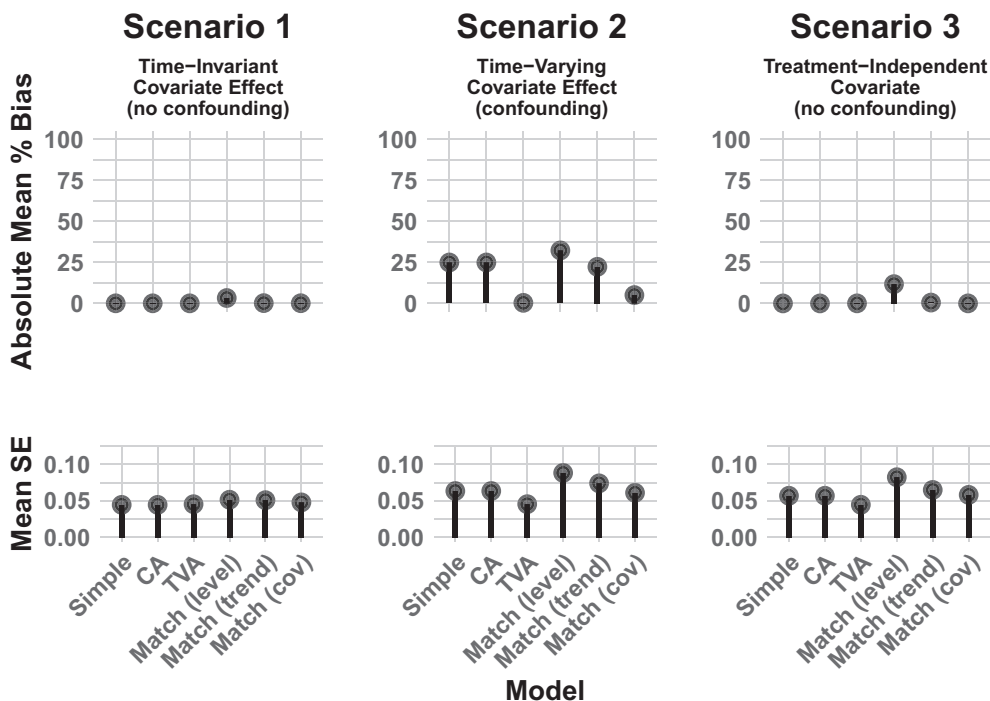 Scenario 1
Scenario 2
Scenario 3
Time−Invariant
Covariate Effect
(no confounding)
Time−Varying
Covariate Effect
(confounding)
Treatment−Independent
Covariate
(no confounding)
Absolute Mean % Bias
100
75
50
25
0
100
75
50
25
0
100
75
50
25
0
Mean SE
0.10
0.05
0.00
0.10
0.05
0.00
0.10
0.05
0.00
Simple
CA
TVA
Match (level)
Match (trend)
Match (cov)
Simple
CA
TVA
Match (level)
Match (trend)
Match (cov)
Simple
CA
TVA
Match (level)
Match (trend)
Match (cov)
Model